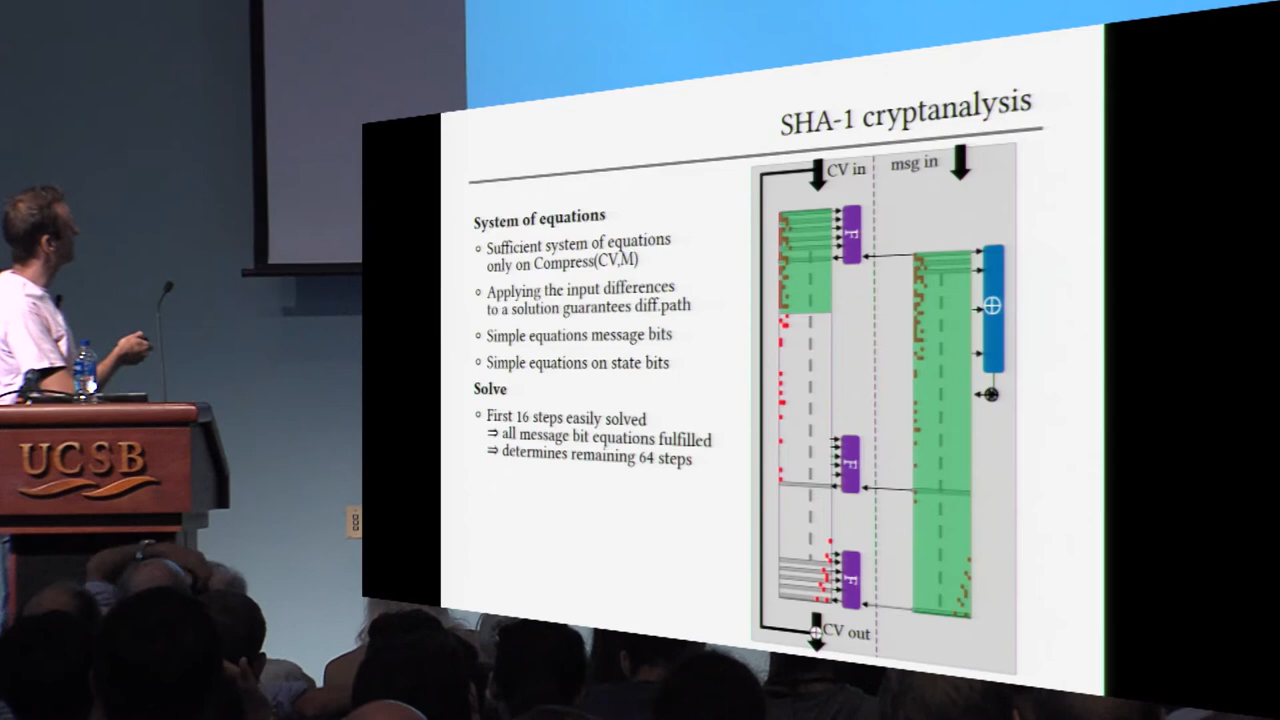 SHA-1 cryptanalysis
CV in
msg in
System of equations
Sufficient system of equations
only on Compress(CV,M)
Applying the input differences
to a solution guarantees diff.path
Simple equations message bits
Simple equations on state bits
Solve
First 16 steps easily solved
⇒ all message bit equations fulfilled
⇒ determines remaining 64 steps
F
F
F
CV out
UCSB